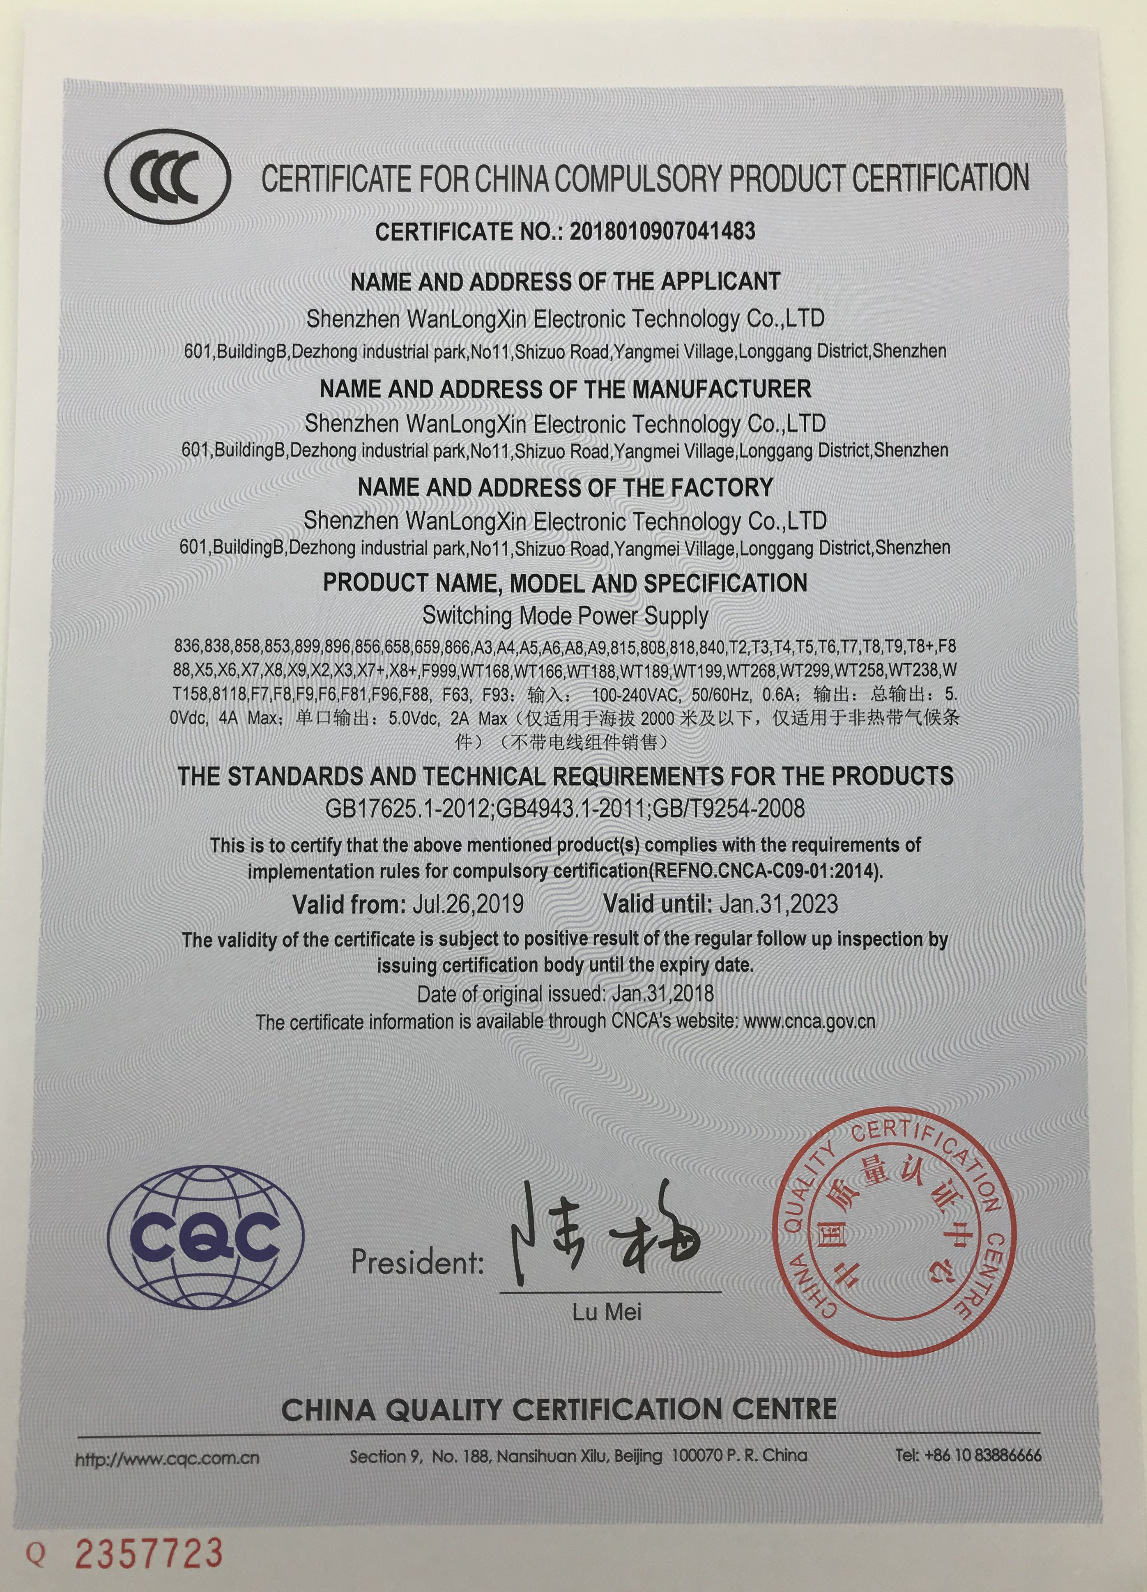 CCC
CERTIFICATE FOR CHINA COMPULSORY PRODUCT CERTIFICATION
CERTIFICATE NO.: 2018010907041483
NAME AND ADDRESS OF THE APPLICANT
Shenzhen WanLongXin Electronic Technology Co.,LTD
601,BuildingB,Dezhong industrial park,No11,Shizuo Road,Yangmei Village,Longgang District,Shenzhen
NAME AND ADDRESS OF THE MANUFACTURER
Shenzhen WanLongXin Electronic Technology Co.,LTD
601,BuildingB,Dezhong industrial park,No11,Shizuo Road,Yangmei Village,Longgang District,Shenzhen
NAME AND ADDRESS OF THE FACTORY
Shenzhen WanLongXin Electronic Technology Co.,LTD
601,BuildingB,Dezhong industrial park,No11,Shizuo Road,Yangmei Village,Longgang District,Shenzhen
PRODUCT NAME, MODEL AND SPECIFICATION
Switching Mode Power Supply
836,838,858,853,899,896,856,658,659,866,A3,A4,A5,A6,A8,A9,815,808,818,840,T2,T3,T4,T5,T6,T7,T8,T9,T8+,F8
88,X5,X6,X7,X8,X9,X2,X3,X7+,X8+,F999,WT168,WT166,WT188,WT189,WT199,WT268,WT299,WT258,WT238,W
T158,8118,F7,F8,F9,F6,F81,F96,F88, F63, F93：输入： 100-240VAC, 50/60Hz, 0.6A；输出：总输出：5.
0Vdc, 4A Max；单口输出：5.0Vdc, 2A Max（仅适用于海拔 2000 米及以下，仅适用于非热带气候条
件）（不带电线组件销售）
THE STANDARDS AND TECHNICAL REQUIREMENTS FOR THE PRODUCTS
GB17625.1-2012;GB4943.1-2011;GB/T9254-2008
This is to certify that the above mentioned product(s) complies with the requirements of
implementation rules for compulsory certification(REFNO.CNCA-C09-01:2014).
Valid from: Jul.26,2019 Valid until: Jan.31,2023
The validity of the certificate is subject to positive result of the regular follow up inspection by
issuing certification body until the expiry date.
Date of original issued: Jan.31,2018
The certificate information is available through CNCA's website: www.cnca.gov.cn
CQC
President: 陆梅
Lu Mei
CHINA QUALITY CERTIFICATION CENTRE
中国质量认证中心
CHINA QUALITY CERTIFICATION CENTRE
http://www.cqc.com.cn Section 9, No. 188, Nansihuan Xilu, Beijing 100070 P. R. China Tel: +86 10 83886666
Q 2357723